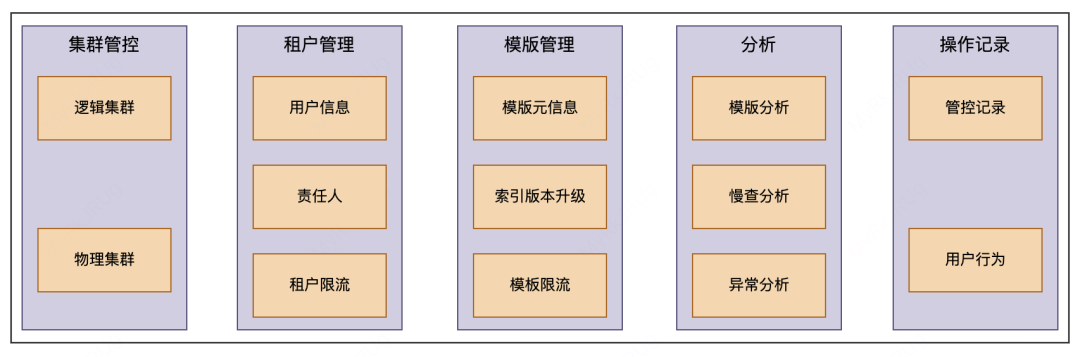 集群管控
逻辑集群
物理集群
租户管理
用户信息
责任人
租户限流
模版管理
模版元信息
索引版本升级
模板限流
分析
模版分析
慢查分析
异常分析
操作记录
管控记录
用户行为